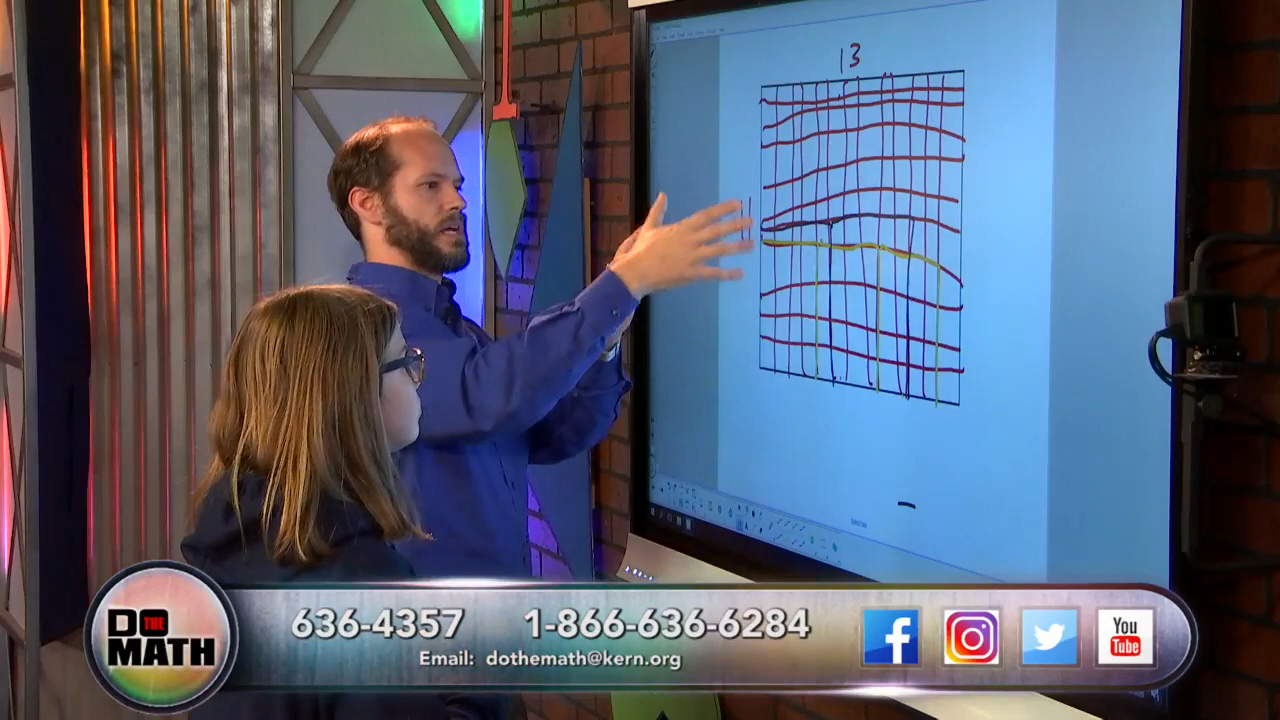 13
11
DO THE
MATH
636-4357 1-866-636-6284
Email: dothemath@kern.org
You
Tube